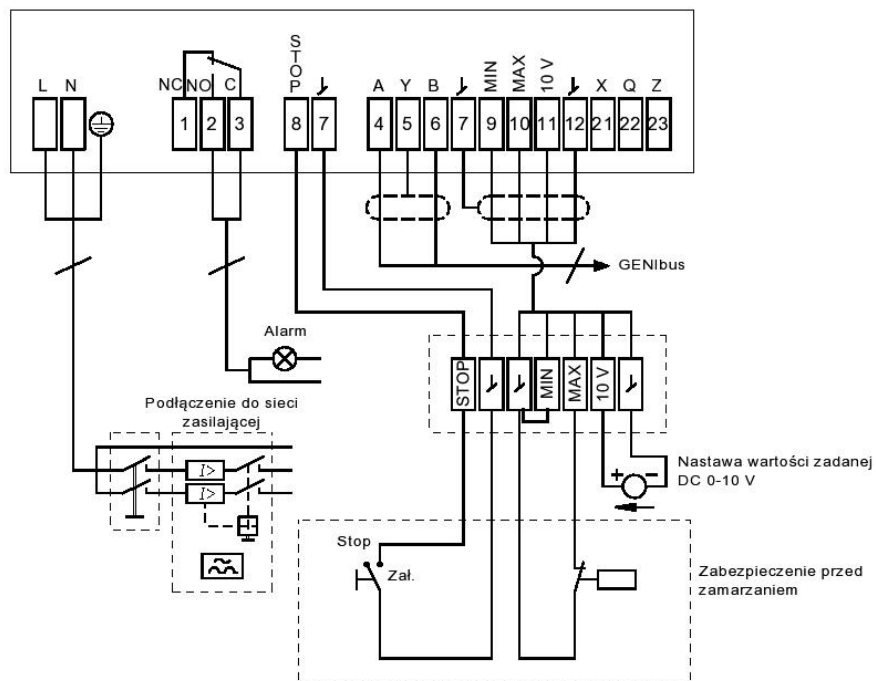 STOP
L N
NC NO C
A Y B
MIN MAX 10 V
X Q Z
1 2 3
8 7
4 5 6 7 9 10 11 12 21 22 23
GENIbus
Alarm
STOP MIN MAX 10 V
Podłączenie do sieci
zasilającej
I>
I>
+ −
Nastawa wartości zadanej
DC 0-10 V
Stop
Zał.
Zabezpieczenie przed
zamarzaniem